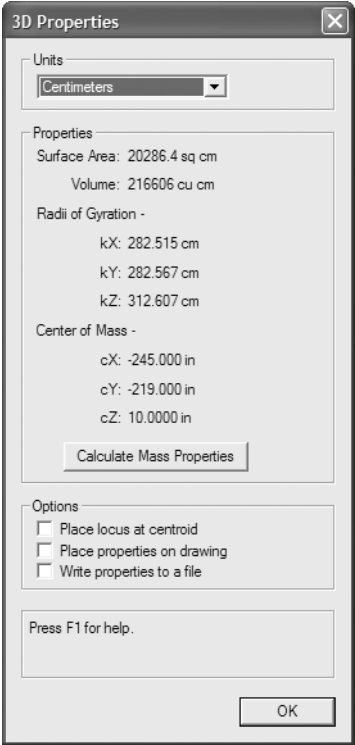 3D Properties
Units
Centimeters
Properties
Surface Area: 20286.4 sq cm
Volume: 216606 cu cm
Radii of Gyration -
kX: 282.515 cm
kY: 282.567 cm
kZ: 312.607 cm
Center of Mass -
cX: -245.000 in
cY: -219.000 in
cZ: 10.0000 in
Calculate Mass Properties
Options
Place locus at centroid
Place properties on drawing
Write properties to a file
Press F1 for help.
OK